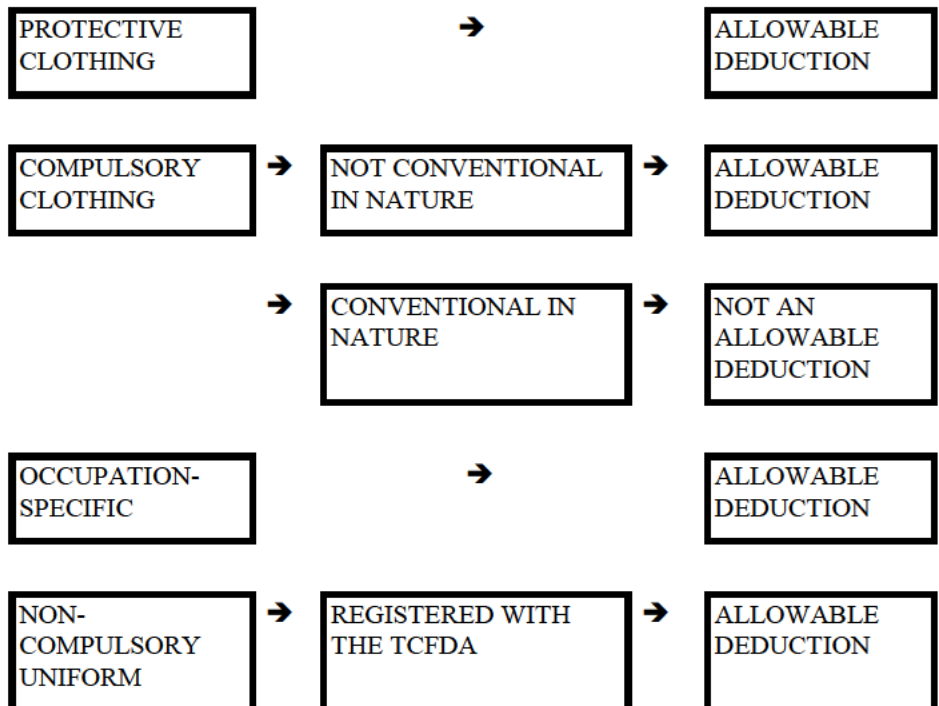 PROTECTIVE
CLOTHING
ALLOWABLE
DEDUCTION
COMPULSORY
CLOTHING
NOT CONVENTIONAL
IN NATURE
ALLOWABLE
DEDUCTION
CONVENTIONAL IN
NATURE
NOT AN
ALLOWABLE
DEDUCTION
OCCUPATION-
SPECIFIC
ALLOWABLE
DEDUCTION
NON-
COMPULSORY
UNIFORM
REGISTERED WITH
THE TCFDA
ALLOWABLE
DEDUCTION